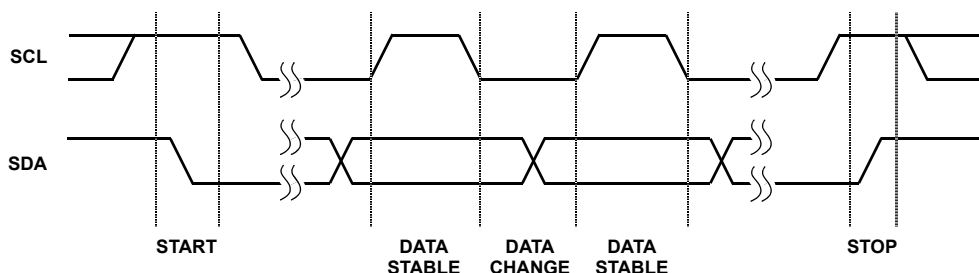 SCL
SDA
START
DATA
STABLE
DATA
CHANGE
DATA
STABLE
STOP